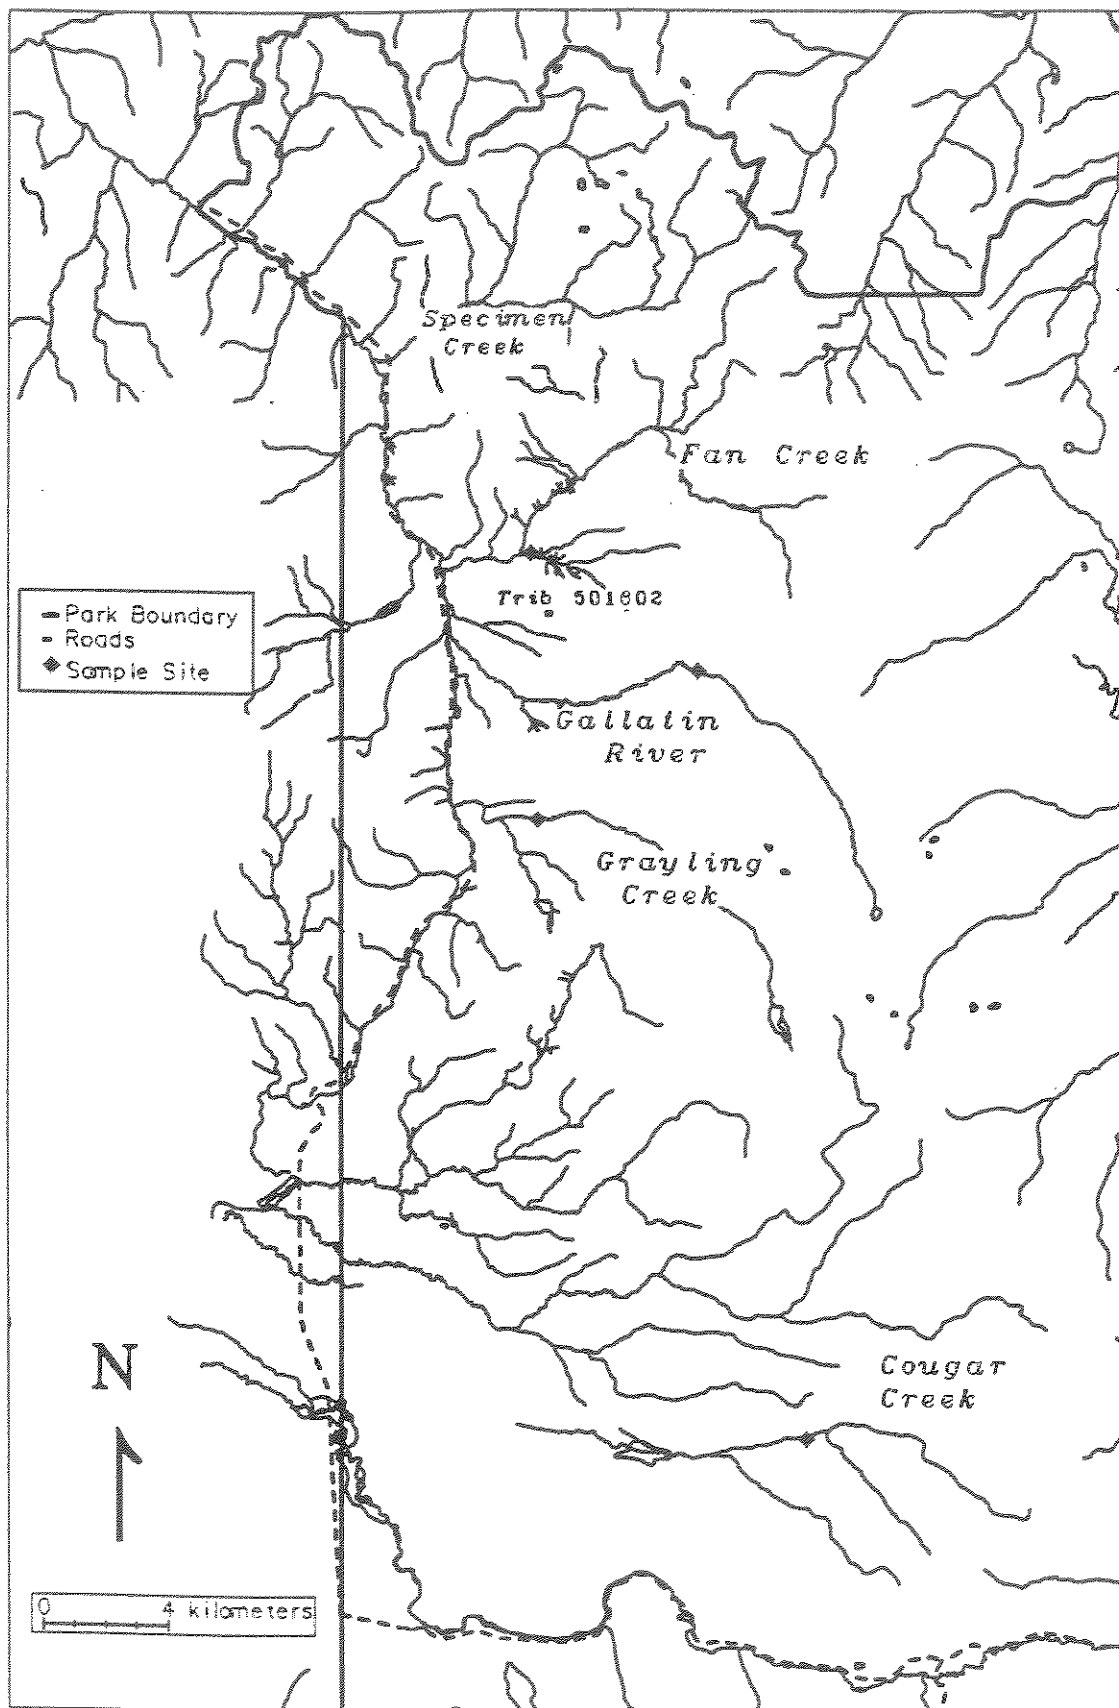 Specimen
Creek
Fan Creek
Trib 501602
Park Boundary
Roads
Sample Site
Gallatin
River
Grayling
Creek
N
Cougar
Creek
0 4 kilometers